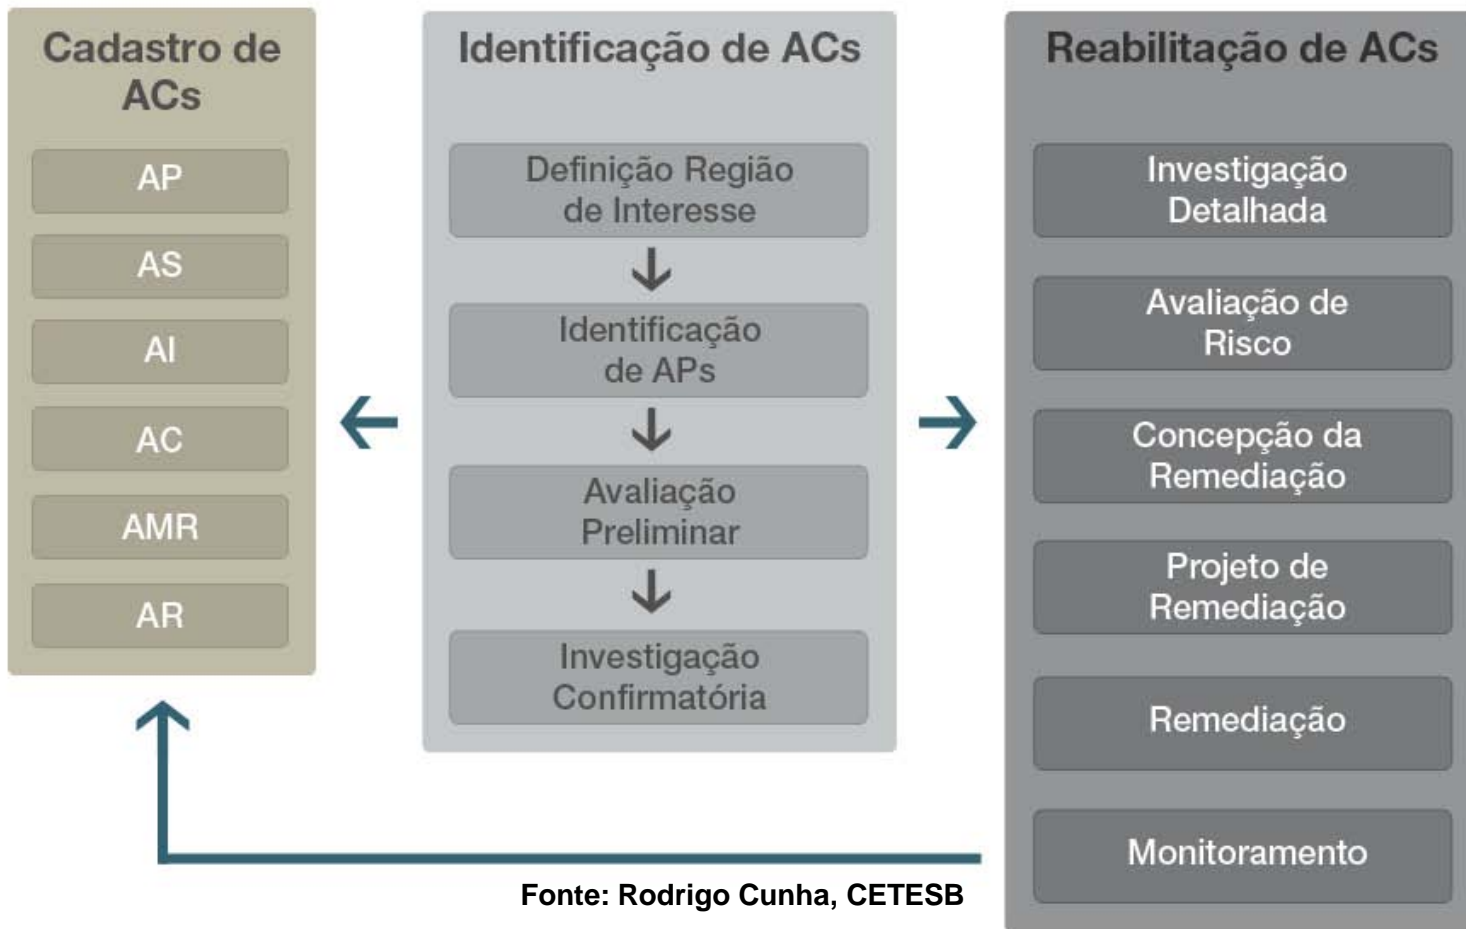 Cadastro de
ACs
AP
AS
AI
AC
AMR
AR
Identificação de ACs
Definição Região
de Interesse
Identificação
de APs
Avaliação
Preliminar
Investigação
Confirmatória
Reabilitação de ACs
Investigação
Detalhada
Avaliação de
Risco
Concepção da
Remediação
Projeto de
Remediação
Remediação
Monitoramento
Fonte: Rodrigo Cunha, CETESB